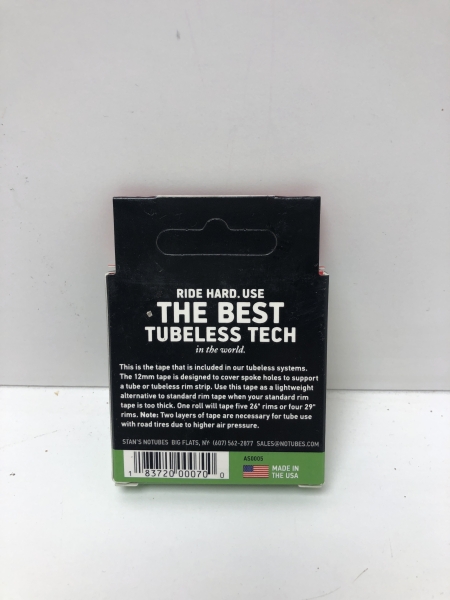 RIDE HARD. USE
THE BEST
TUBELESS TECH
in the world.
This is the tape that is included in our tubeless systems.
The 12mm tape is designed to cover spoke holes to support
a tube or tubeless rim strip. Use this tape as a lightweight
alternative to standard rim tape when your standard rim
tape is too thick. One roll will tape five 26" rims or four 29"
rims. Note: Two layers of tape are necessary for tube use
with road tires due to higher air pressure.
STAN'S NOTUBES BIG FLATS, NY· (607) 562-2877 SALES@NOTUBES.COM
AS0005
MADE IN
THE USA
1 83720 00070 0